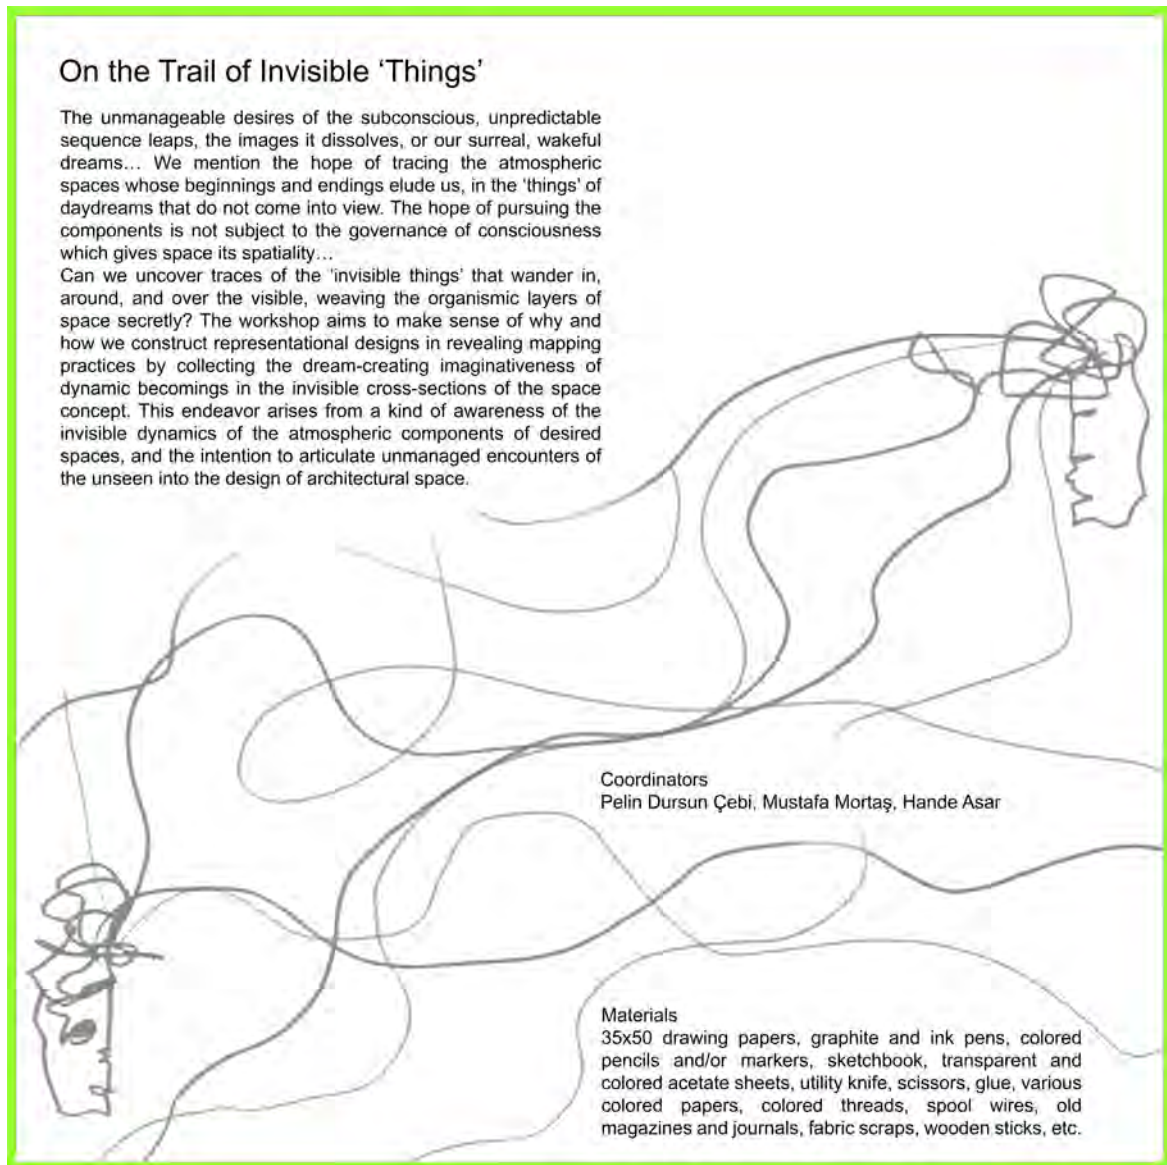 On the Trail of Invisible ‘Things’
The unmanageable desires of the subconscious, unpredictable
sequence leaps, the images it dissolves, or our surreal, wakeful
dreams… We mention the hope of tracing the atmospheric
spaces whose beginnings and endings elude us, in the ‘things’ of
daydreams that do not come into view. The hope of pursuing the
components is not subject to the governance of consciousness
which gives space its spatiality…
Can we uncover traces of the ‘invisible things’ that wander in,
around, and over the visible, weaving the organismic layers of
space secretly? The workshop aims to make sense of why and
how we construct representational designs in revealing mapping
practices by collecting the dream-creating imaginativeness of
dynamic becomings in the invisible cross-sections of the space
concept. This endeavor arises from a kind of awareness of the
invisible dynamics of the atmospheric components of desired
spaces, and the intention to articulate unmanaged encounters of
the unseen into the design of architectural space.
Coordinators
Pelin Dursun Çebi, Mustafa Mortaş, Hande Asar
Materials
35x50 drawing papers, graphite and ink pens, colored
pencils and/or markers, sketchbook, transparent and
colored acetate sheets, utility knife, scissors, glue, various
colored papers, colored threads, spool wires, old
magazines and journals, fabric scraps, wooden sticks, etc.